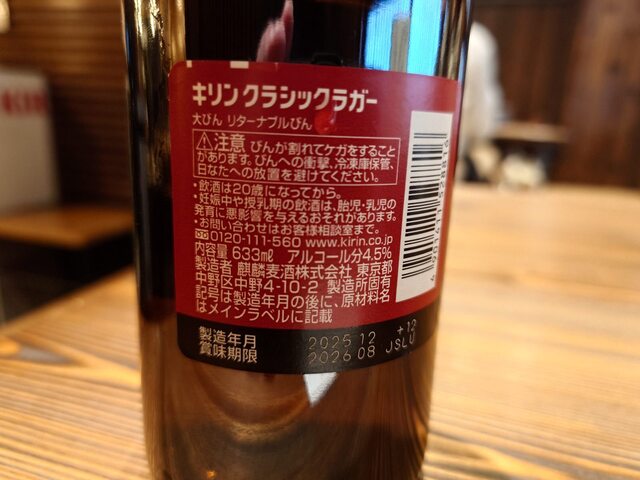 キリン クラシックラガー
大びん リターナブルびん
⚠注意 びんが割れてケガをすること
があります。びんへの衝撃、冷凍庫保管、
日なたへの放置を避けてください。
・飲酒は20歳になってから。
・妊娠中や授乳期の飲酒は、胎児・乳児の
発育に悪影響を与えるおそれがあります。
・お問い合わせはお客様相談室まで。
0120-111-560 www.kirin.co.jp
内容量 633ml アルコール分4.5%
製造者 麒麟麦酒株式会社 東京都
中野区中野4-10-2 製造所固有
記号は製造年月の後に、原材料名
はメインラベルに記載
製造年月 2025 12 +12
賞味期限 2026 08 JSLU